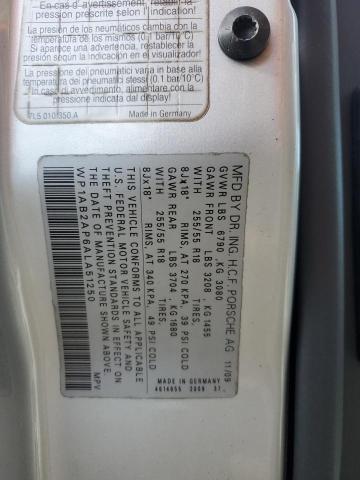 En cas d'avertissement, rétablir la
pression prescrite selon l'indication!
La presión de los neumáticos cambia con la
temperatura de los mismos (0.1 bar/10°C)
Si aparece una advertencia, restablecer la
presión según la indicación en el visualizador!
La pressione dei pneumatici varia in base alla
temperatura dei pneumatici stessi (0.1 bar/10°C)
In caso di avvertimento, alimentare con la
pressione indicata dal display!
7L5 010 350 A Made in Germany
MFD BY DR. ING. H.C.F. PORSCHE AG 11/09
GVWR LBS 6790 , KG 3080
GAWR FRONT LBS 3208 , KG 1455
WITH 255/55 R18 TIRES,
8Jx18" RIMS, AT 270 KPA, 39 PSI COLD
GAWR REAR LBS 3704 , KG 1680
WITH 255/55 R18 TIRES,
8Jx18" RIMS, AT 340 KPA, 49 PSI COLD
THIS VEHICLE CONFORMS TO ALL APPLICABLE
U.S. FEDERAL MOTOR VEHICLE SAFETY AND
THEFT PREVENTION STANDARDS IN EFFECT ON
THE DATE OF MANUFACTURE SHOWN ABOVE.
WP1AB2AP6ALA51250 MPV
MADE IN GERMANY
2009 37